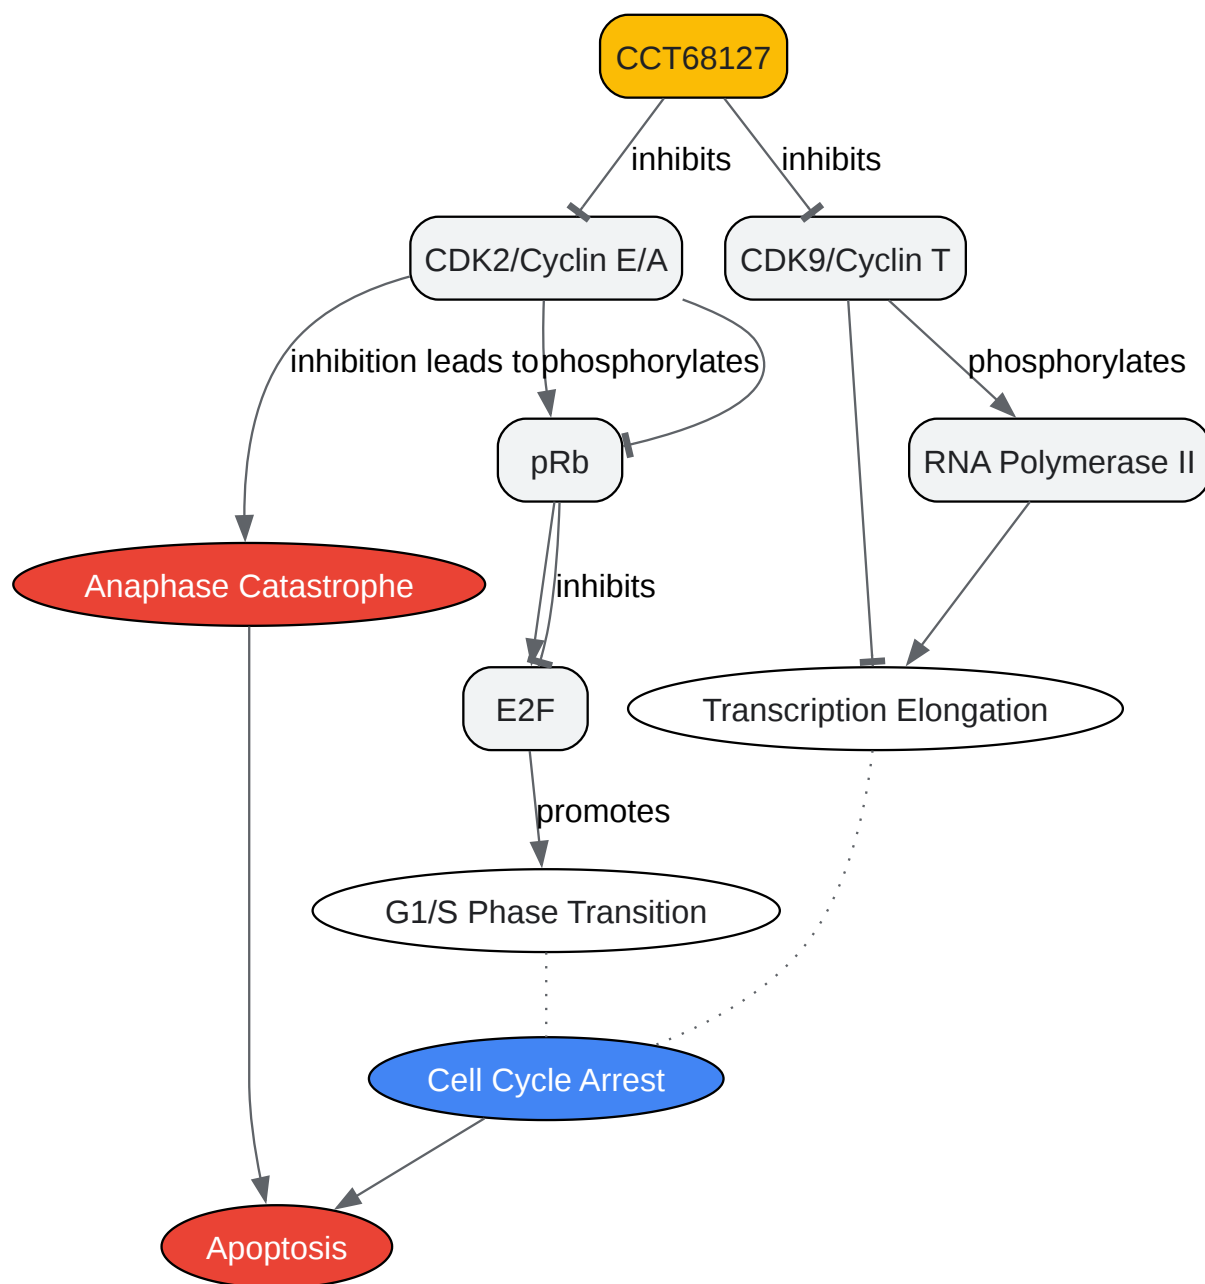 CCT68127
inhibits
inhibits
CDK2/Cyclin E/A
CDK9/Cyclin T
inhibition leads to
phosphorylates
phosphorylates
pRb
RNA Polymerase II
Anaphase Catastrophe
inhibits
E2F
Transcription Elongation
promotes
G1/S Phase Transition
Cell Cycle Arrest
Apoptosis